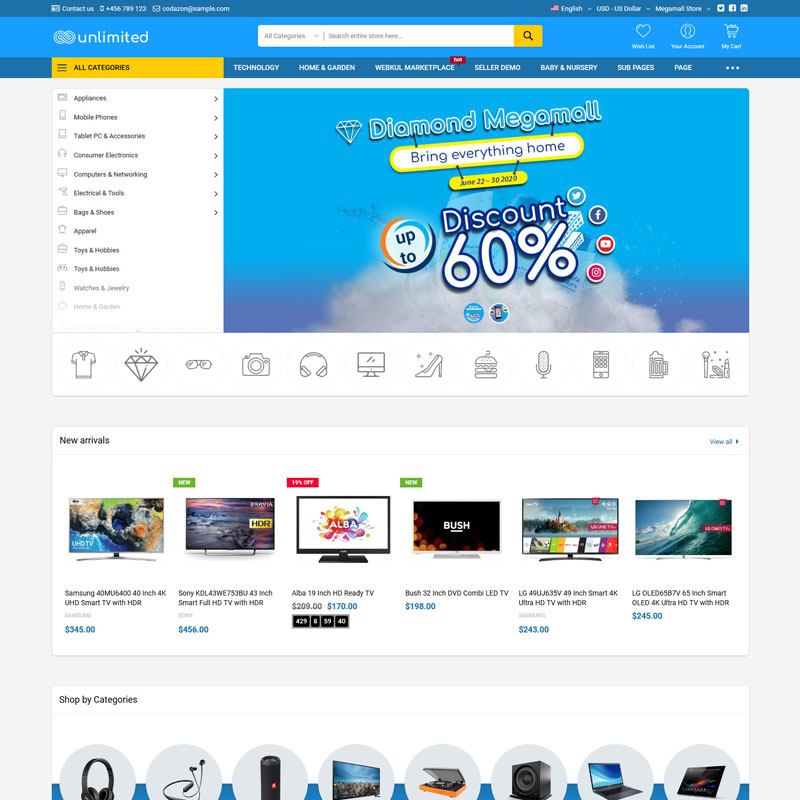 Contact us +456 789 123 codazon@sample.com English USD - US Dollar Megamall Store
unlimited All Categories Search entire store here... Wish List Your Account My Cart
ALL CATEGORIES TECHNOLOGY HOME & GARDEN WEBKUL MARKETPLACE hot SELLER DEMO BABY & NURSERY SUB PAGES PAGE
Appliances
Mobile Phones
Tablet PC & Accessories
Consumer Electronics
Computers & Networking
Electrical & Tools
Bags & Shoes
Apparel
Toys & Hobbies
Toys & Hobbies
Watches & Jewelry
Home & Garden
Diamond Megamall
Bring everything home
June 22 - 30 2020
Discount
up to 60%
New arrivals View all
NEW 19% OFF NEW
UHD TV BRAVIA HDR ALBA BUSH
Samsung 40MU6400 40 Inch 4K UHD Smart TV with HDR
SAMSUNG
$345.00
Sony KDL43WE753BU 43 Inch Smart Full HD TV with HDR
SONY
$456.00
Alba 19 Inch HD Ready TV
$209.00 $170.00
429 8 59 40
Bush 32 Inch DVD Combi LED TV
$198.00
LG 49UJ635V 49 Inch Smart 4K Ultra HD TV with HDR
SAMSUNG
$243.00
LG OLED65B7V 65 Inch Smart OLED 4K Ultra HD TV with HDR
$245.00
Shop by Categories